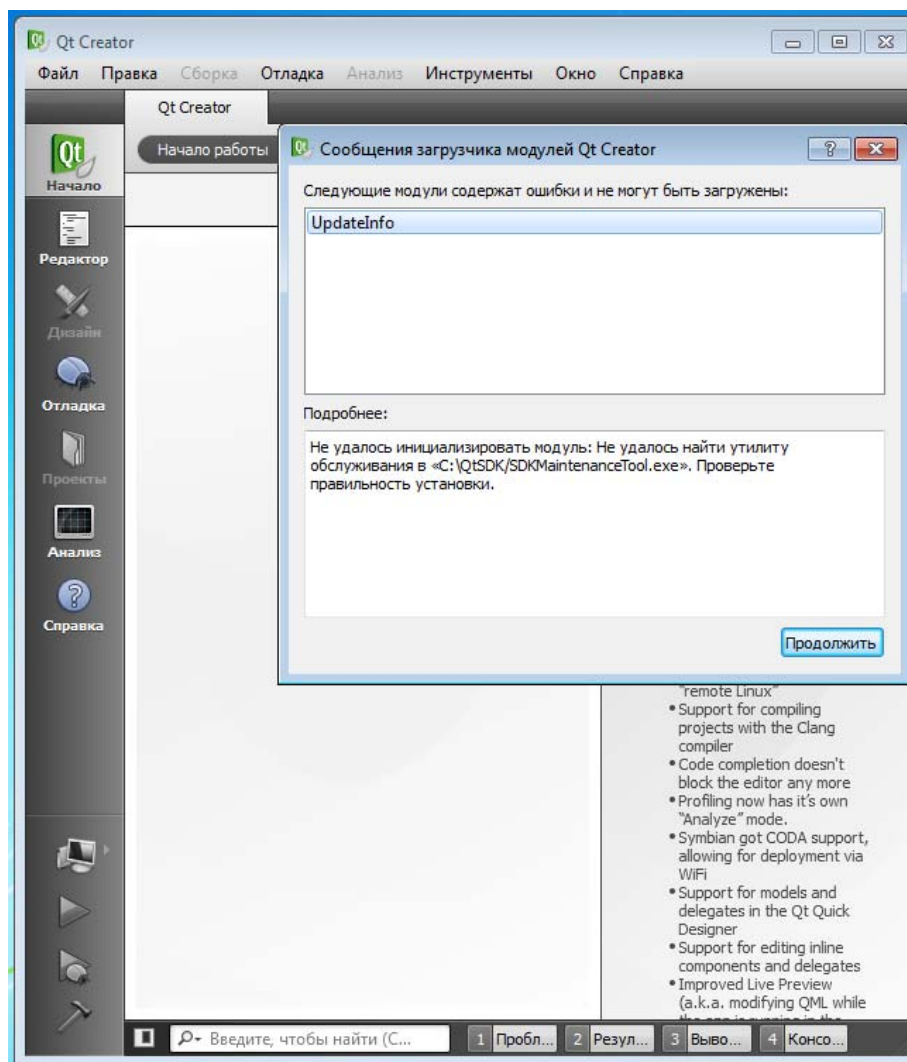 Qt Creator
Файл Правка Сборка Отладка Анализ Инструменты Окно Справка
Qt Creator
Начало работы
Начало
Редактор
Дизайн
Отладка
Проекты
Анализ
Справка
Сообщения загрузчика модулей Qt Creator
Следующие модули содержат ошибки и не могут быть загружены:
UpdateInfo
Подробнее:
Не удалось инициализировать модуль: Не удалось найти утилиту
обслуживания в «C:\QtSDK/SDKMaintenanceTool.exe». Проверьте
правильность установки.
Продолжить
"remote Linux"
• Support for compiling
projects with the Clang
compiler
• Code completion doesn't
block the editor any more
• Profiling now has it's own
"Analyze" mode.
• Symbian got CODA support,
allowing for deployment via
WiFi
• Support for models and
delegates in the Qt Quick
Designer
• Support for editing inline
components and delegates
• Improved Live Preview
(a.k.a. modifying QML while
Введите, чтобы найти (С... 1 Пробл... 2 Резул... 3 Выво... 4 Консо...